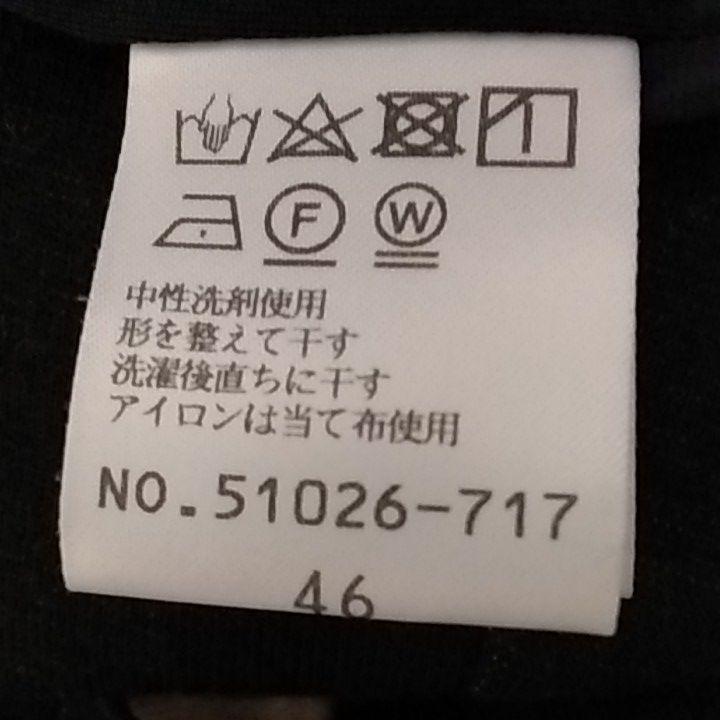 F W
中性洗剤使用
形を整えて干す
洗濯後直ちに干す
アイロンは当て布使用
NO.51026-717
46